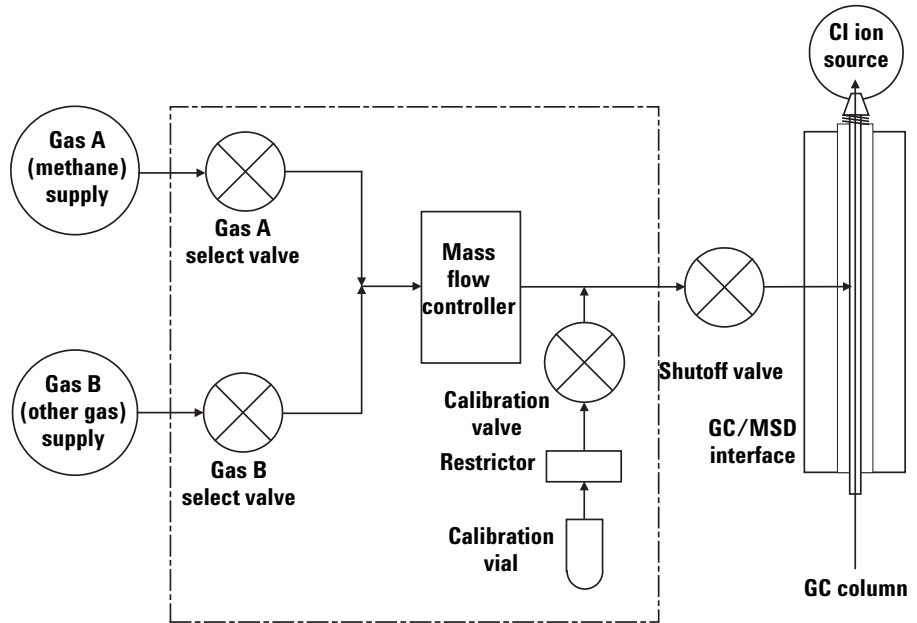 CI ion
source
Gas A
(methane)
supply
Gas A
select valve
Mass
flow
controller
Gas B
(other gas)
supply
Gas B
select valve
Calibration
valve
Shutoff valve
Restrictor
GC/MSD
interface
Calibration
vial
GC column